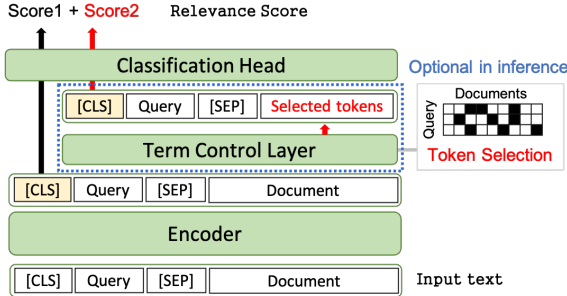 Score1 + Score2 Relevance Score
Classification Head
Optional in inference
[CLS] Query [SEP] Selected tokens
Documents
Query
Term Control Layer
Token Selection
[CLS] Query [SEP] Document
Encoder
[CLS] Query [SEP] Document
Input text